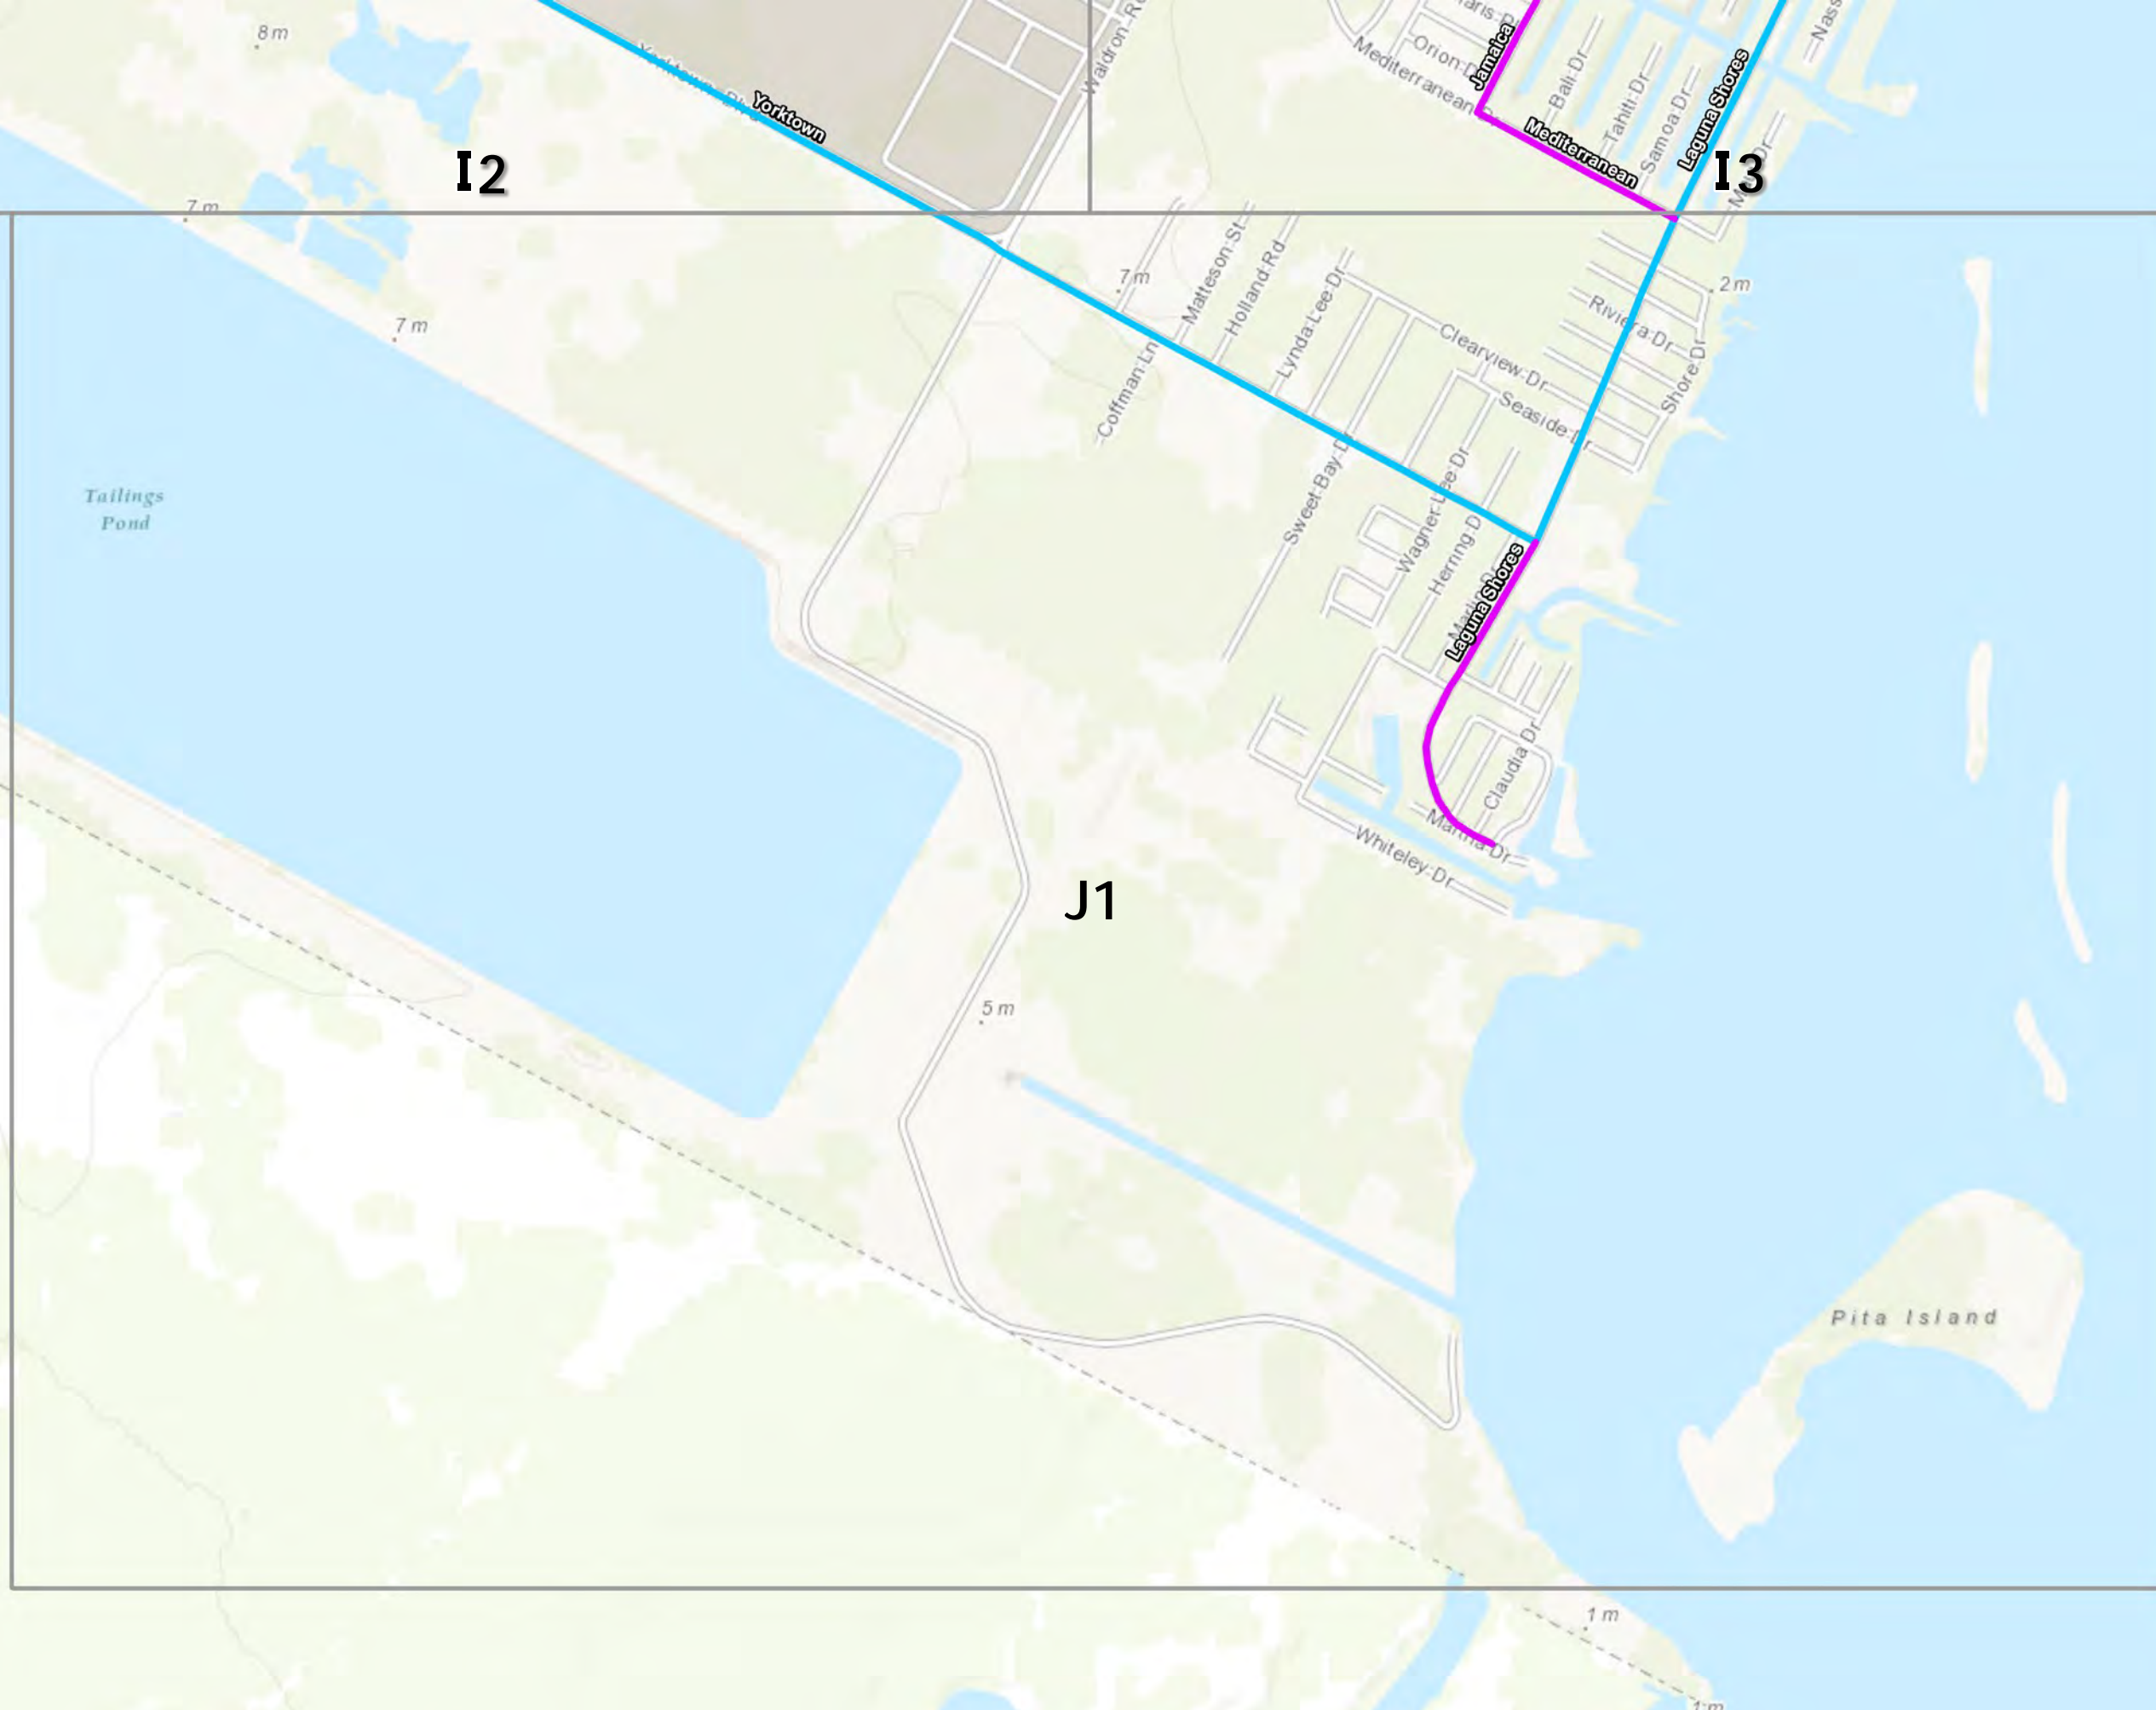 8 m
Waldron Rd
Orion D
Mediterranean Dr
Jamaica
Bali Dr
Tahiti Dr
Samoa Dr
Laguna Shores
Yorktown Blvd
Yorktown
Mediterranean
I2
I3
7 m
7 m
7 m
2 m
Matteson St
Holland Rd
Lynda Lee Dr
Coffman Ln
Clearview Dr
Seaside Dr
Riviera Dr
Shore Dr
Tailings
Pond
Sweet Bay Dr
Wagner Lee Dr
Herring D
Laguna Shores
Claudia Dr
Martha Dr
Whiteley Dr
J1
5 m
Pita Island
1 m
1 m